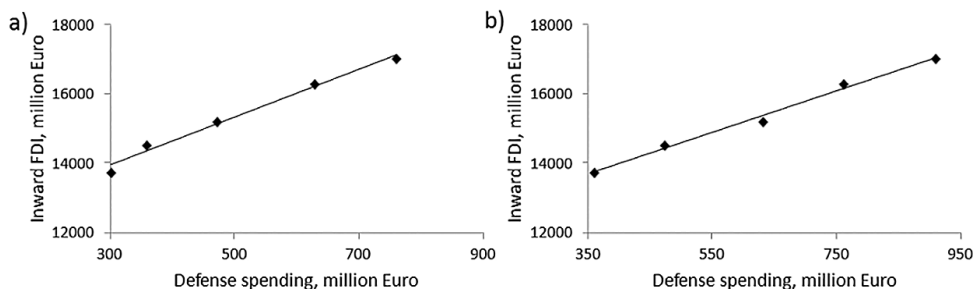 a)
Inward FDI, million Euro
18000
16000
14000
12000
300 500 700 900
Defense spending, million Euro
b)
Inward FDI, million Euro
18000
16000
14000
12000
350 550 750 950
Defense spending, million Euro